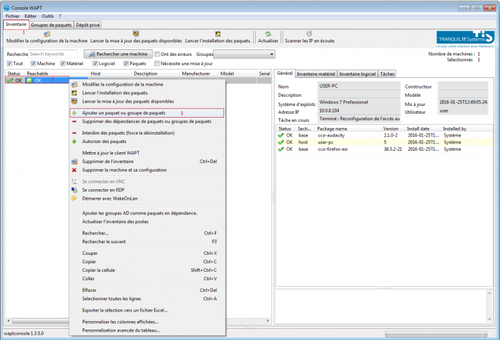 Console WAPT
Fichier Editer Outils ?
Inventaire Groupes de paquets Dépôt privé
1
Modifier la configuration de la machine Lancer la mise à jour des paquets disponibles Lancer l'installation des paquets. Actualiser Scanner les IP en écoute
TRANQUIL IT Systems
Recherche Search keywords Rechercher une machine Ont des erreurs Groupes
Nombre de machines : 1
Sélectionnés 1
Tout Machine Matériel Logiciel Paquets Nécessite une mise à jour
Status Reachable Host Description Manufacturer Model Serial
OK OK
Modifier la configuration de la machine
Lancer l'installation des paquets.
Lancer la mise à jour des paquets disponibles
Ajouter un paquet ou groupe de paquets 3
Supprimer des dépendances de paquets ou groupes de paquets
Interdire des paquets (force la désinstallation)
Autoriser des paquets
Mettre à jour le client WAPT
Supprimer de l'inventaire Ctrl+Del
Supprimer la machine et sa configuration
Se connecter en VNC
Se connecter en RDP
Démarrer avec WakeOnLan
Ajouter les groupes AD comme paquets en dépendance.
Actualiser l'inventaire des postes
Rechercher... Ctrl+F
Rechercher le suivant F3
Couper Ctrl+X
Copier Ctrl+C
Copier la cellule Shift+Ctrl+C
Coller Ctrl+V
Effacer Ctrl+Del
Selectionner toutes les lignes Ctrl+A
Exporter la sélection vers un fichier Excel...
Personnaliser les colonnes affichées...
Personnalisation avancée du tableau...
Général Inventaire matériel Inventaire logiciel Tâches
Nom USER-PC Constructeur
Description Modèle
Système d'exploitation Windows 7 Professional Mis à jour 2016-01-25T12:49:05.24
Adresse IP 10.0.0.104 Utilisateur user
Tâche en cours Terminé : Reconfiguration de l'accès au
Status Secti... Package name Version Install date Installed by
OK base cco-audacity 2.1.0-2 2016-01-25T1... Système
OK host user-pc 5 2016-01-25T1... Système
OK base cco-firefox-esr 38.5.2-21 2016-01-25T1... Système
waptconsole 1.3.5.0